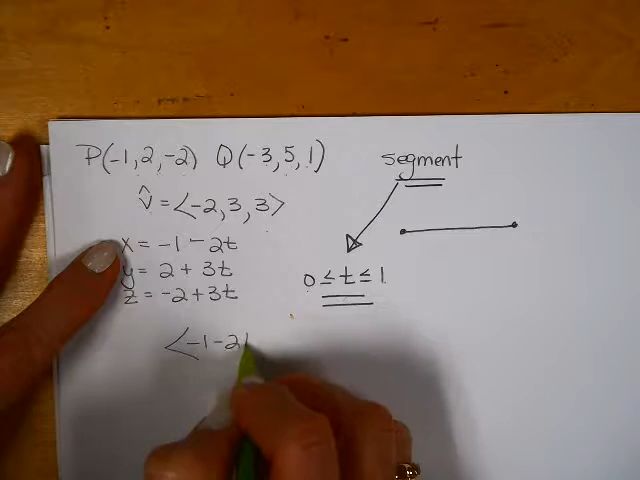 P(-1,2,-2) Q(-3,5,1)
segment
v̂ = <-2,3,3>
x = -1 - 2t
y = 2 + 3t
z = -2+3t
0 ≤ t ≤ 1
<-1-2